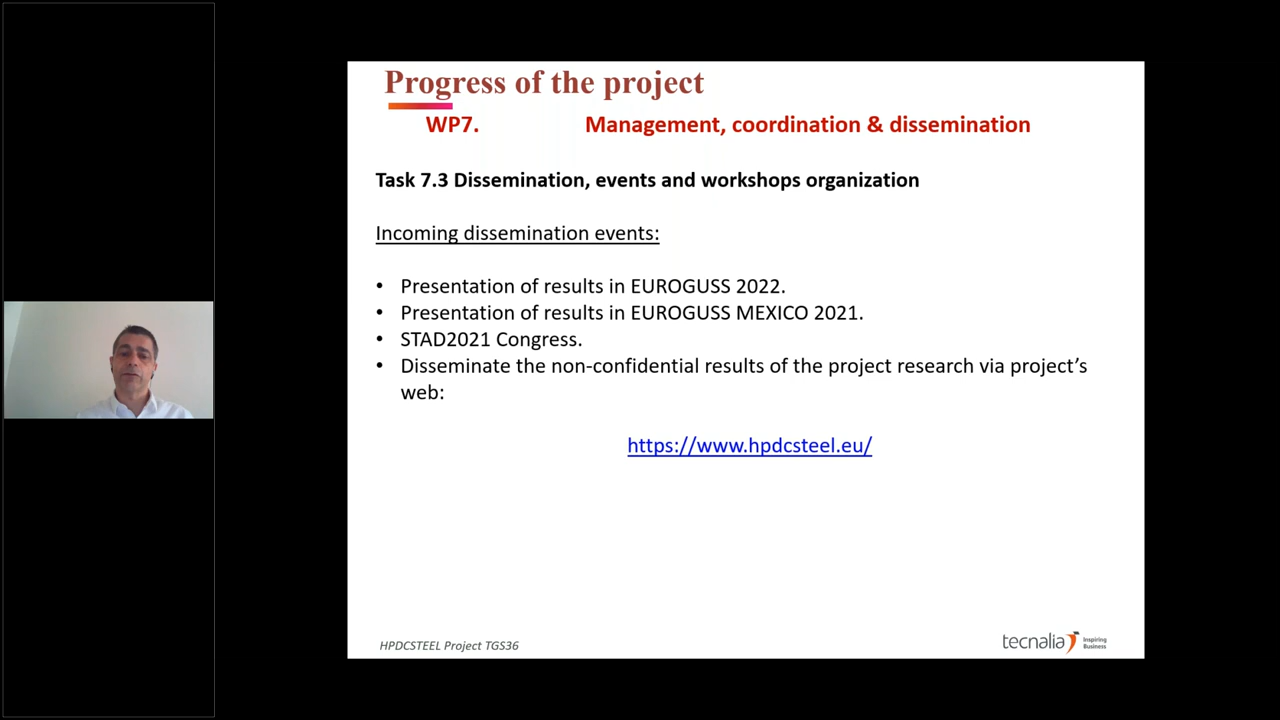 Progress of the project
WP7. Management, coordination & dissemination
Task 7.3 Dissemination, events and workshops organization
Incoming dissemination events:
• Presentation of results in EUROGUSS 2022.
• Presentation of results in EUROGUSS MEXICO 2021.
• STAD2021 Congress.
• Disseminate the non-confidential results of the project research via project’s
web:
https://www.hpdcsteel.eu/
HPDCSTEEL Project TGS36
tecnalia Inspiring
Business